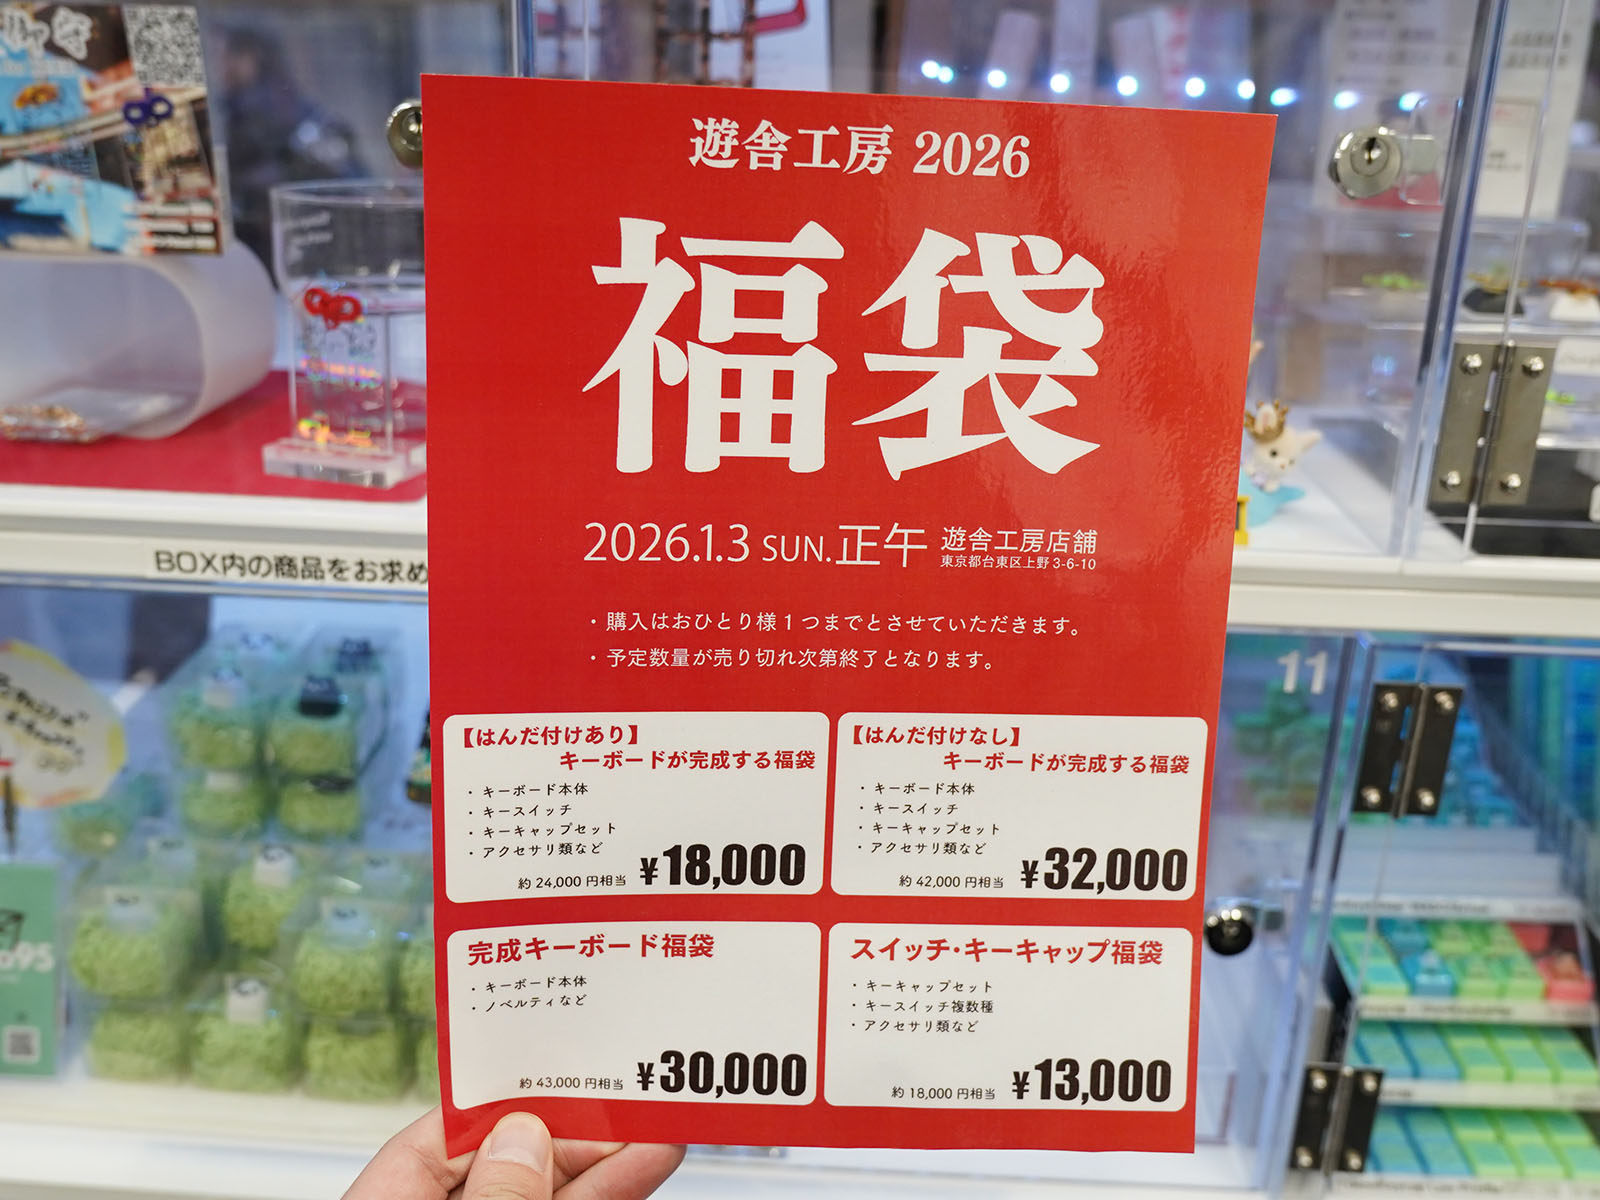 遊舎工房 2026
福袋
2026.1.3 SUN.正午 遊舎工房店舗
東京都台東区上野 3-6-10
・購入はおひとり様１つまでとさせていただきます。
・予定数量が売り切れ次第終了となります。
【はんだ付けあり】
キーボードが完成する福袋
・キーボード本体
・キースイッチ
・キーキャップセット
・アクセサリ類など
約 24,000 円相当 ¥18,000
【はんだ付けなし】
キーボードが完成する福袋
・キーボード本体
・キースイッチ
・キーキャップセット
・アクセサリ類など
約 42,000 円相当 ¥32,000
完成キーボード福袋
・キーボード本体
・ノベルティなど
約 43,000 円相当 ¥30,000
スイッチ・キーキャップ福袋
・キーキャップセット
・キースイッチ複数種
・アクセサリ類など
約 18,000 円相当 ¥13,000
BOX内の商品をお求め
11